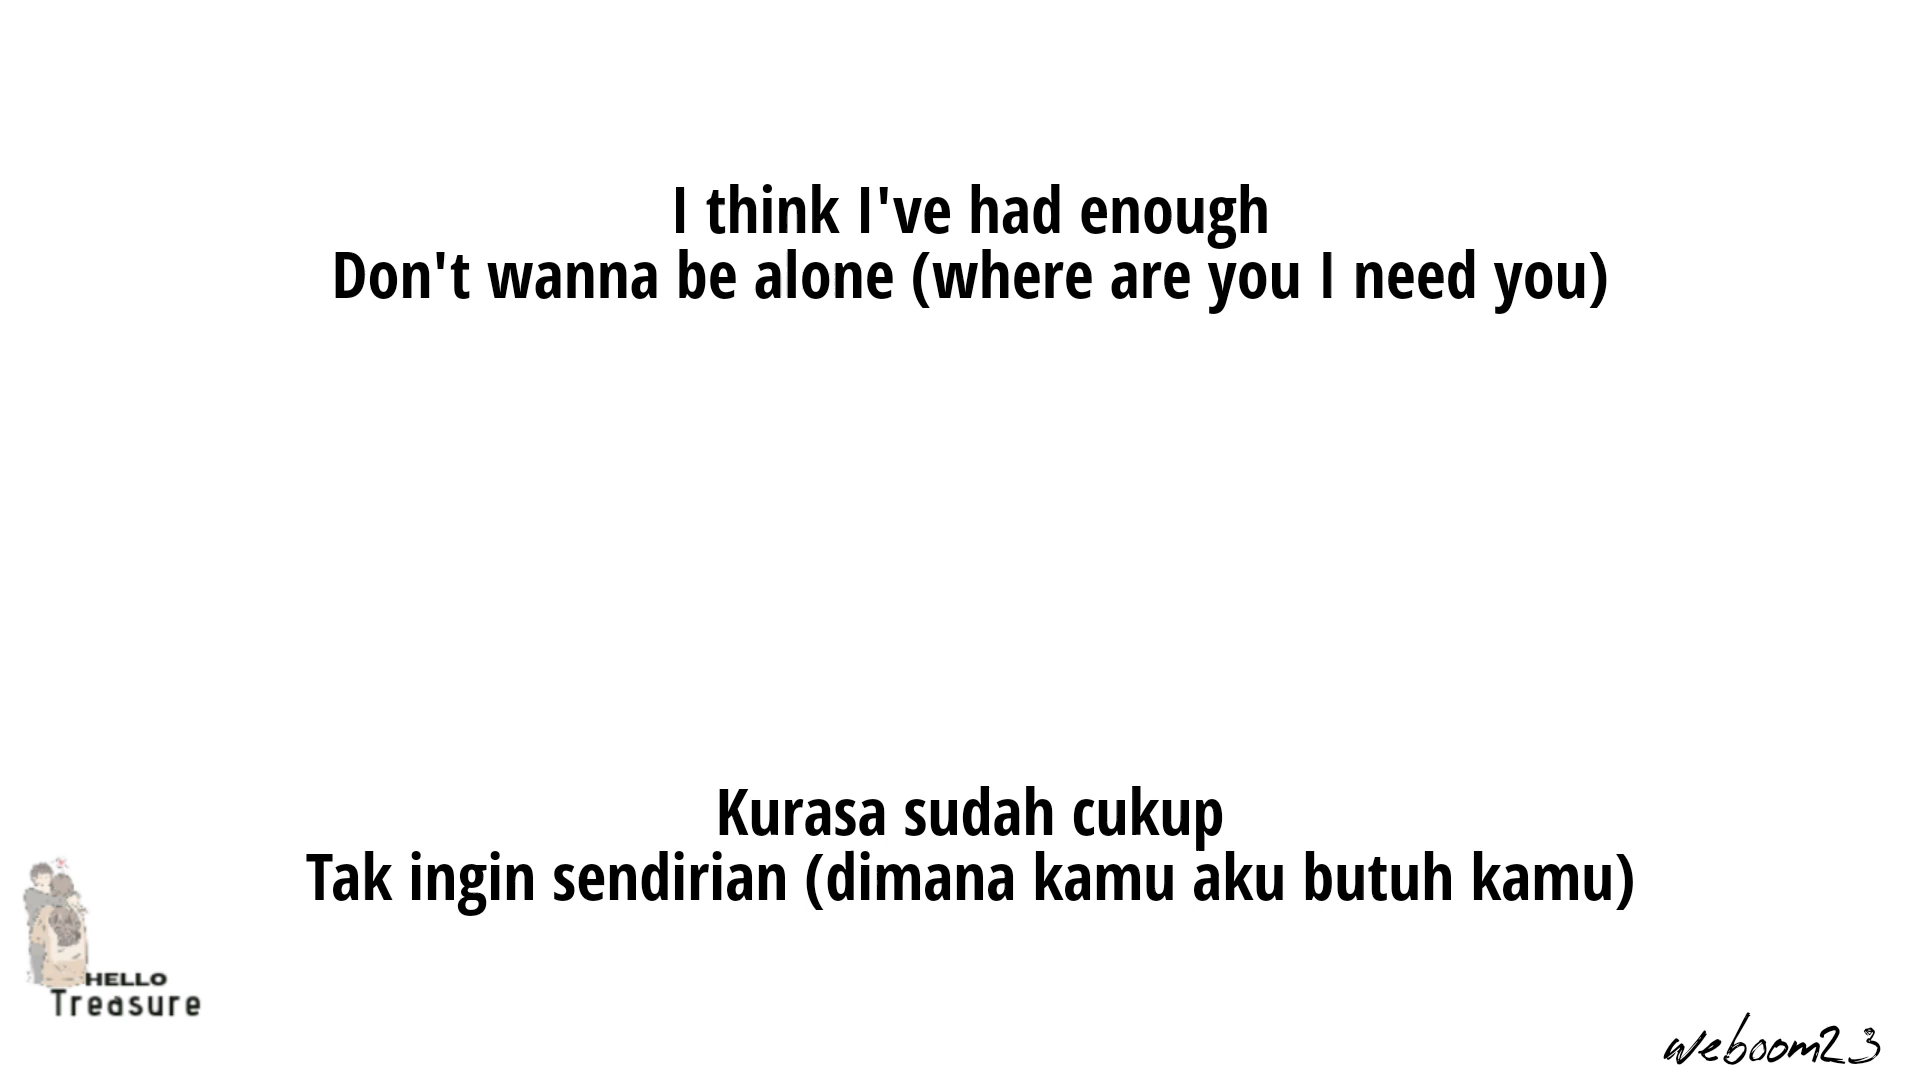 I think I've had enough
Don't wanna be alone (where are you I need you)
Kurasa sudah cukup
Tak ingin sendirian (dimana kamu aku butuh kamu)
HELLO
Treasure
weboom23